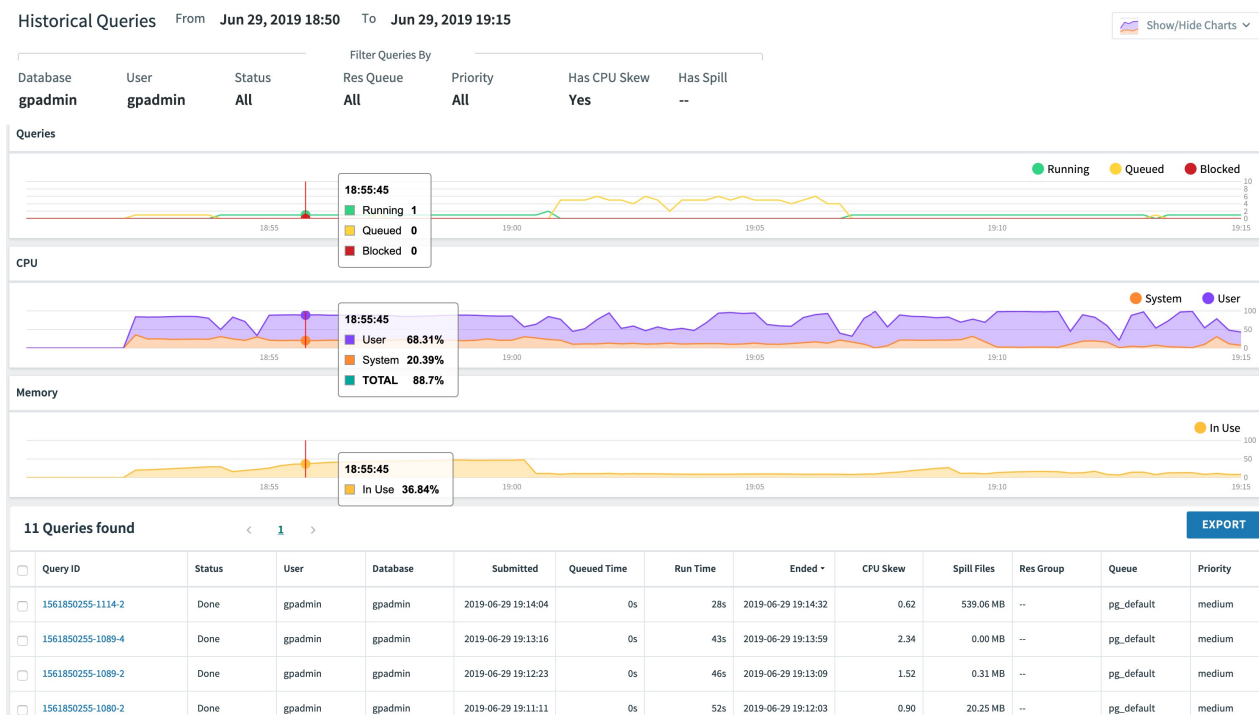 Historical Queries From Jun 29, 2019 18:50 To Jun 29, 2019 19:15
Show/Hide Charts
Filter Queries By
Database User Status Res Queue Priority Has CPU Skew Has Spill
gpadmin gpadmin All All All Yes --
Queries
Running Queued Blocked
10
8
6
4
2
0
18:55:45
Running 1
Queued 0
Blocked 0
18:55 19:00 19:05 19:10 19:15
CPU
System User
100
50
0
18:55:45
User 68.31%
System 20.39%
TOTAL 88.7%
18:55 19:00 19:05 19:10 19:15
Memory
In Use
100
50
0
18:55:45
In Use 36.84%
18:55 19:00 19:05 19:10 19:15
11 Queries found < 1 > EXPORT
Query ID Status User Database Submitted Queued Time Run Time Ended CPU Skew Spill Files Res Group Queue Priority
1561850255-1114-2 Done gpadmin gpadmin 2019-06-29 19:14:04 0s 28s 2019-06-29 19:14:32 0.62 539.06 MB -- pg_default medium
1561850255-1089-4 Done gpadmin gpadmin 2019-06-29 19:13:16 0s 43s 2019-06-29 19:13:59 2.34 0.00 MB -- pg_default medium
1561850255-1089-2 Done gpadmin gpadmin 2019-06-29 19:12:23 0s 46s 2019-06-29 19:13:09 1.52 0.31 MB -- pg_default medium
1561850255-1080-2 Done gpadmin gpadmin 2019-06-29 19:11:11 0s 52s 2019-06-29 19:12:03 0.90 20.25 MB -- pg_default medium